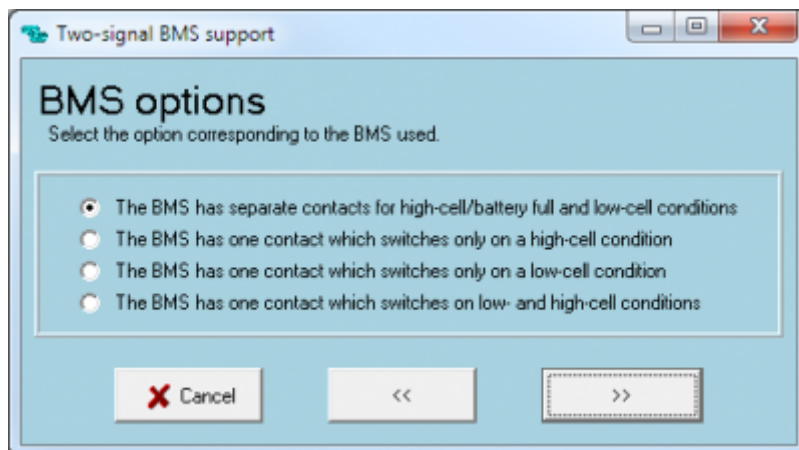 Two-signal BMS support
BMS options
Select the option corresponding to the BMS used.
The BMS has separate contacts for high-cell/battery full and low-cell conditions
The BMS has one contact which switches only on a high-cell condition
The BMS has one contact which switches only on a low-cell condition
The BMS has one contact which switches on low- and high-cell conditions
Cancel
<<
>>